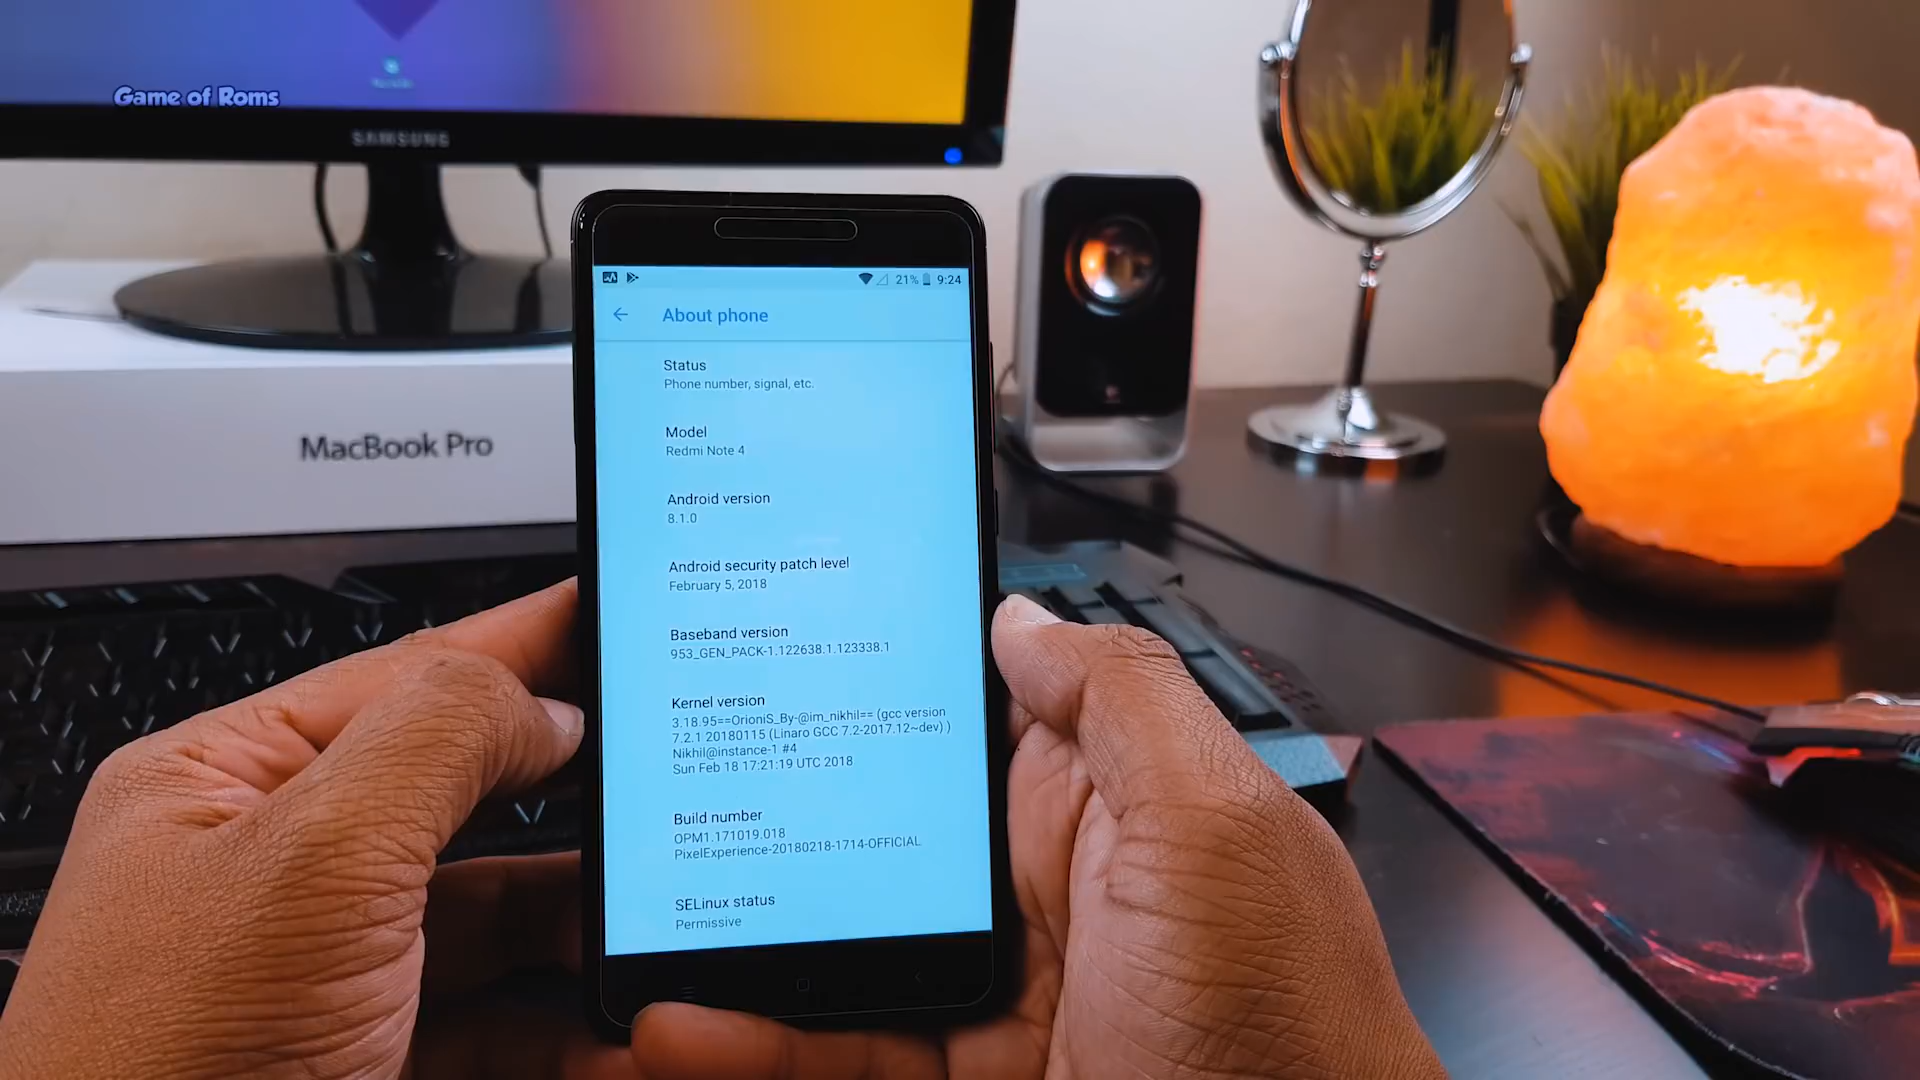 Game of Roms
SAMSUNG
MacBook Pro
21% 9:24
About phone
Status
Phone number, signal, etc.
Model
Redmi Note 4
Android version
8.1.0
Android security patch level
February 5, 2018
Baseband version
953_GEN_PACK-1.122638.1.123338.1
Kernel version
3.18.95==OrioniS_By-@im_nikhil== (gcc version
7.2.1 20180115 (Linaro GCC 7.2-2017.12~dev) )
Nikhil@instance-1 #4
Sun Feb 18 17:21:19 UTC 2018
Build number
OPM1.171019.018
PixelExperience-20180218-1714-OFFICIAL
SELinux status
Permissive